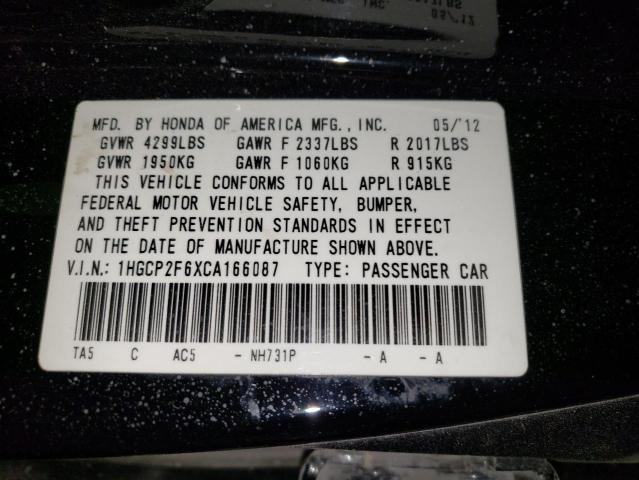 MFD. BY HONDA OF AMERICA MFG., INC. 05/'12
GVWR 4299LBS GAWR F 2337LBS R 2017LBS
GVWR 1950KG GAWR F 1060KG R 915KG
THIS VEHICLE CONFORMS TO ALL APPLICABLE
FEDERAL MOTOR VEHICLE SAFETY, BUMPER,
AND THEFT PREVENTION STANDARDS IN EFFECT
ON THE DATE OF MANUFACTURE SHOWN ABOVE.
V.I.N.: 1HGCP2F6XCA166087 TYPE: PASSENGER CAR
TA5 C AC5 - NH731P - A - A